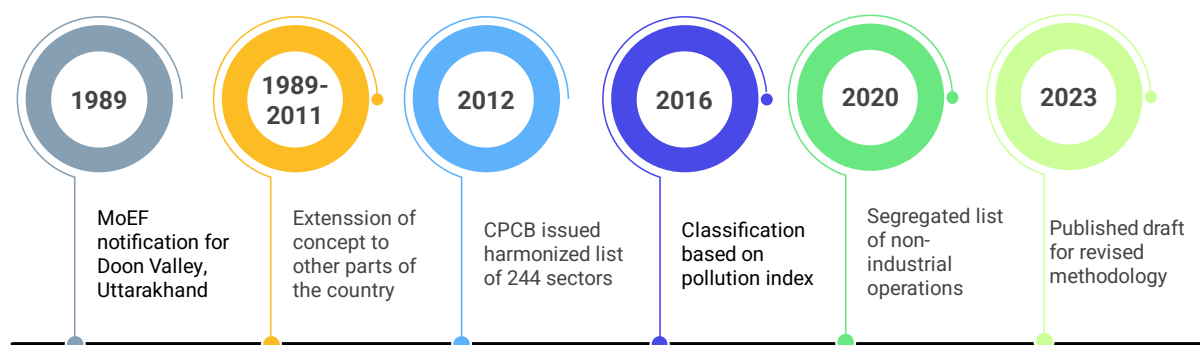 1989
MoEF
notification for
Doon Valley,
Uttarakhand
1989-
2011
Extenssion of
concept to
other parts of
the country
2012
CPCB issued
harmonized list
of 244 sectors
2016
Classification
based on
pollution index
2020
Segregated list
of non-
industrial
operations
2023
Published draft
for revised
methodology